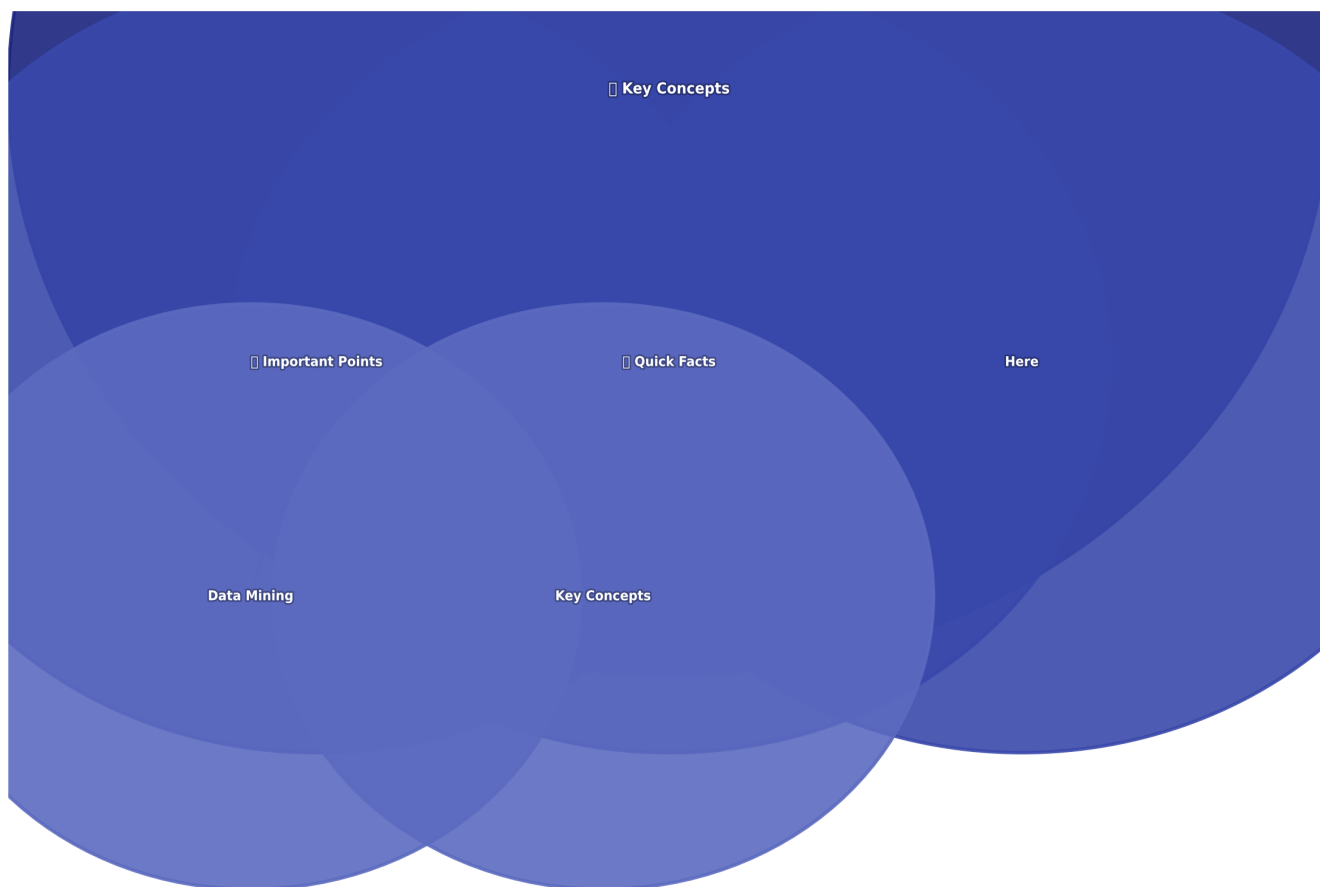 Key Concepts
Important Points
Quick Facts
Here
Data Mining
Key Concepts